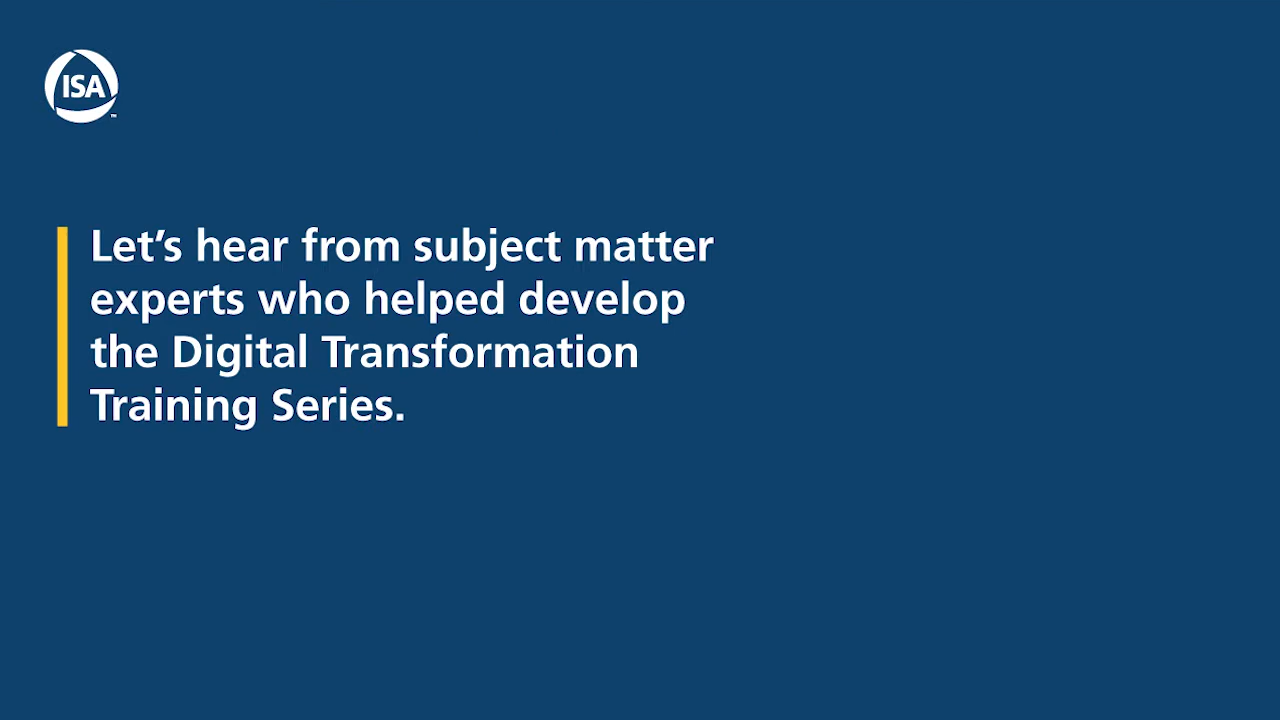 ISA
Let’s hear from subject matter
experts who helped develop
the Digital Transformation
Training Series.